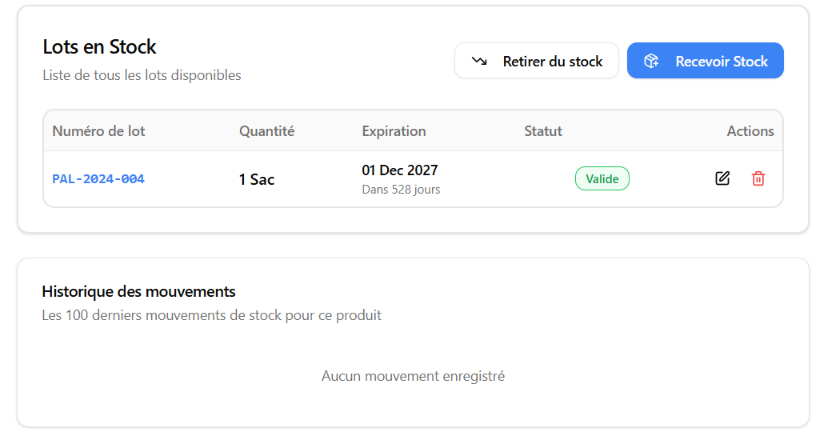 Lots en Stock
Liste de tous les lots disponibles
Retirer du stock
Recevoir Stock
Numéro de lot Quantité Expiration Statut Actions
PAL-2024-004 1 Sac 01 Dec 2027 Valide
Dans 528 jours
Historique des mouvements
Les 100 derniers mouvements de stock pour ce produit
Aucun mouvement enregistré